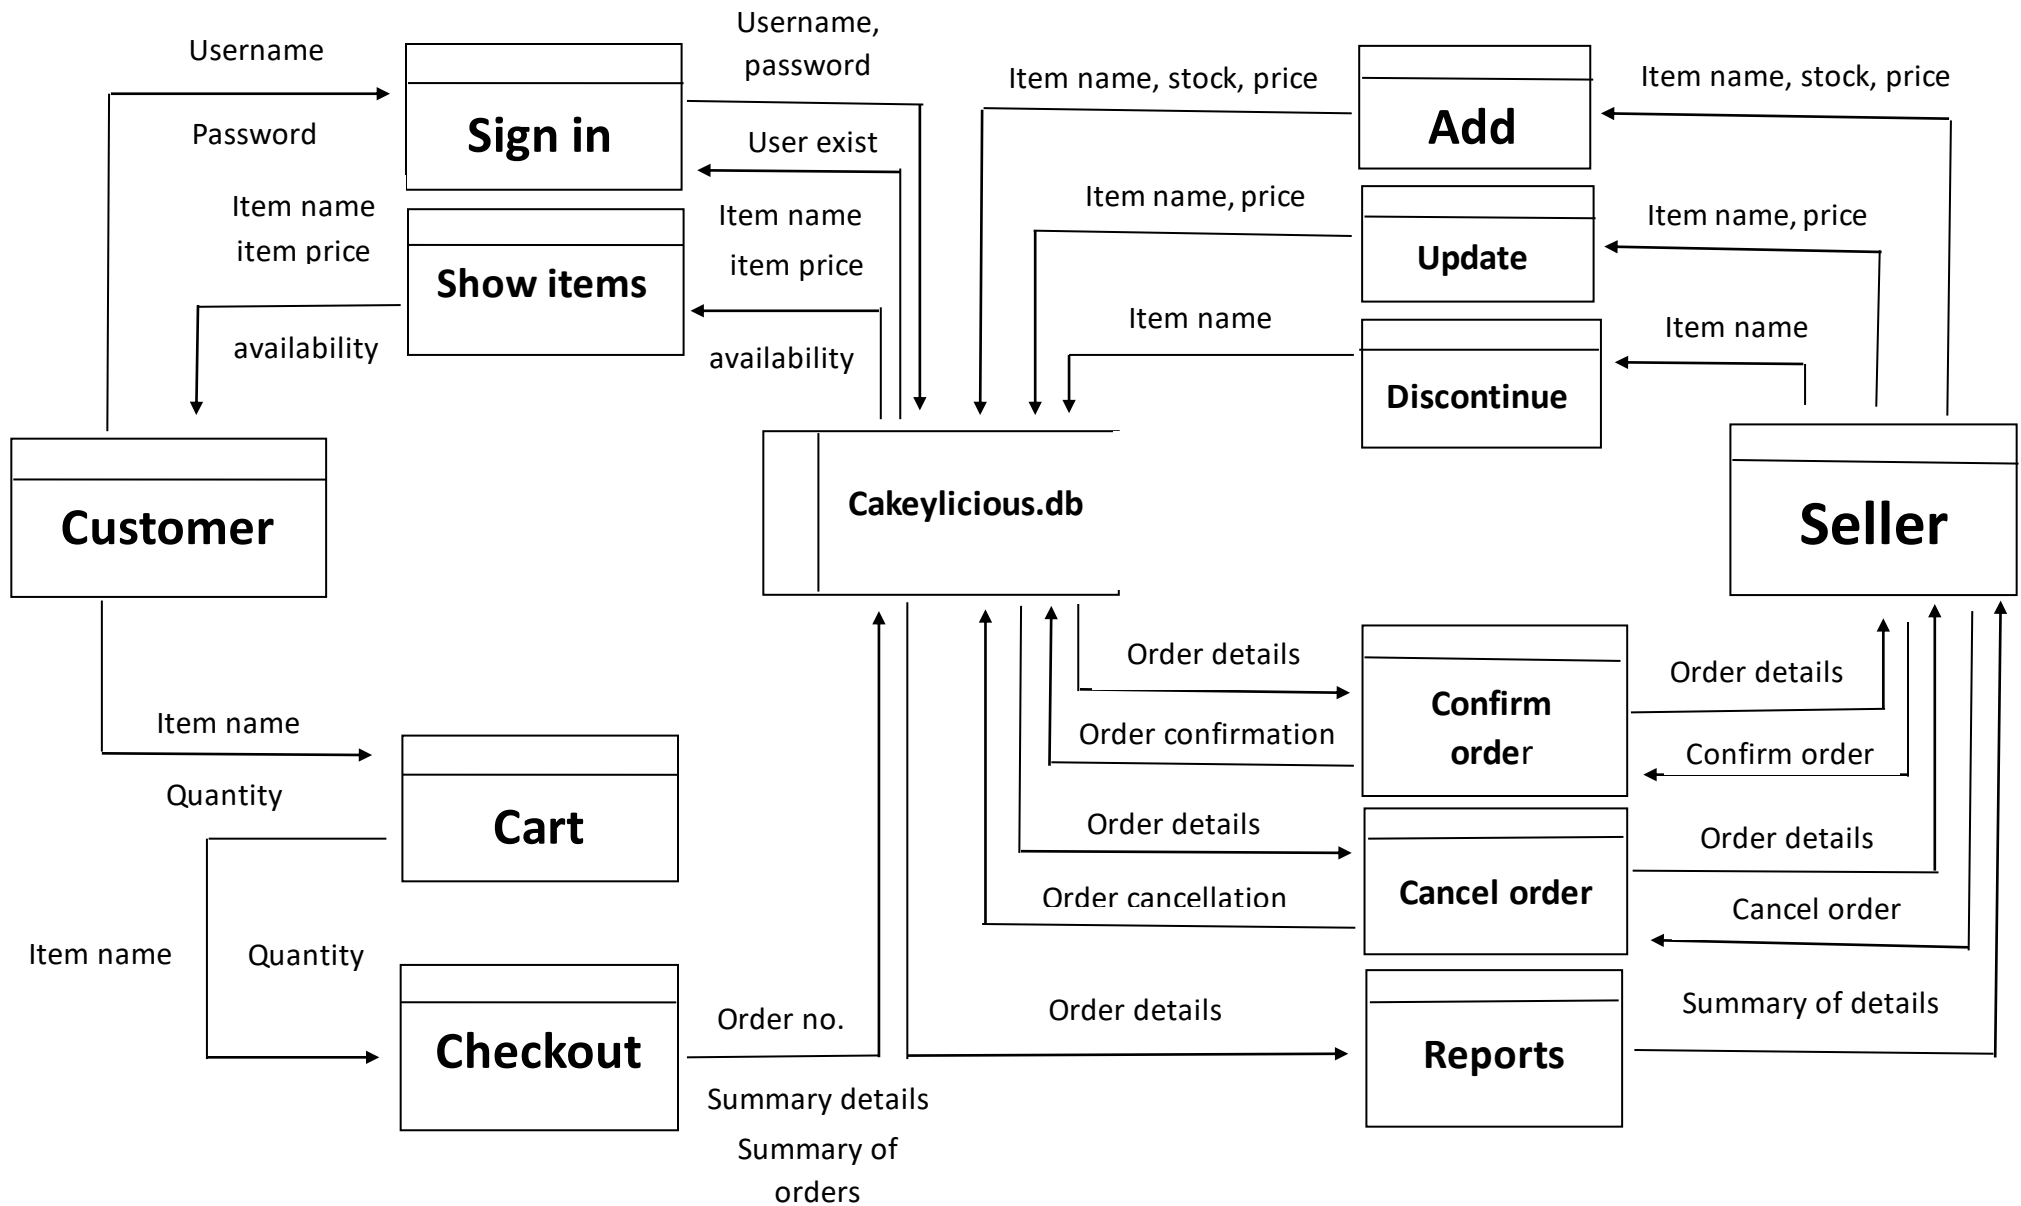 Username
Password
Sign in
Username,
password
User exist
Item name
item price
availability
Show items
Item name
item price
availability
Item name, stock, price
Add
Item name, stock, price
Item name, price
Update
Item name, price
Item name
Discontinue
Item name
Customer
Cakeylicious.db
Seller
Item name
Quantity
Cart
Item name
Quantity
Checkout
Order no.
Summary details
Summary of
orders
Order details
Order confirmation
Confirm
order
Order details
Confirm order
Order details
Order cancellation
Cancel order
Order details
Cancel order
Order details
Reports
Summary of details